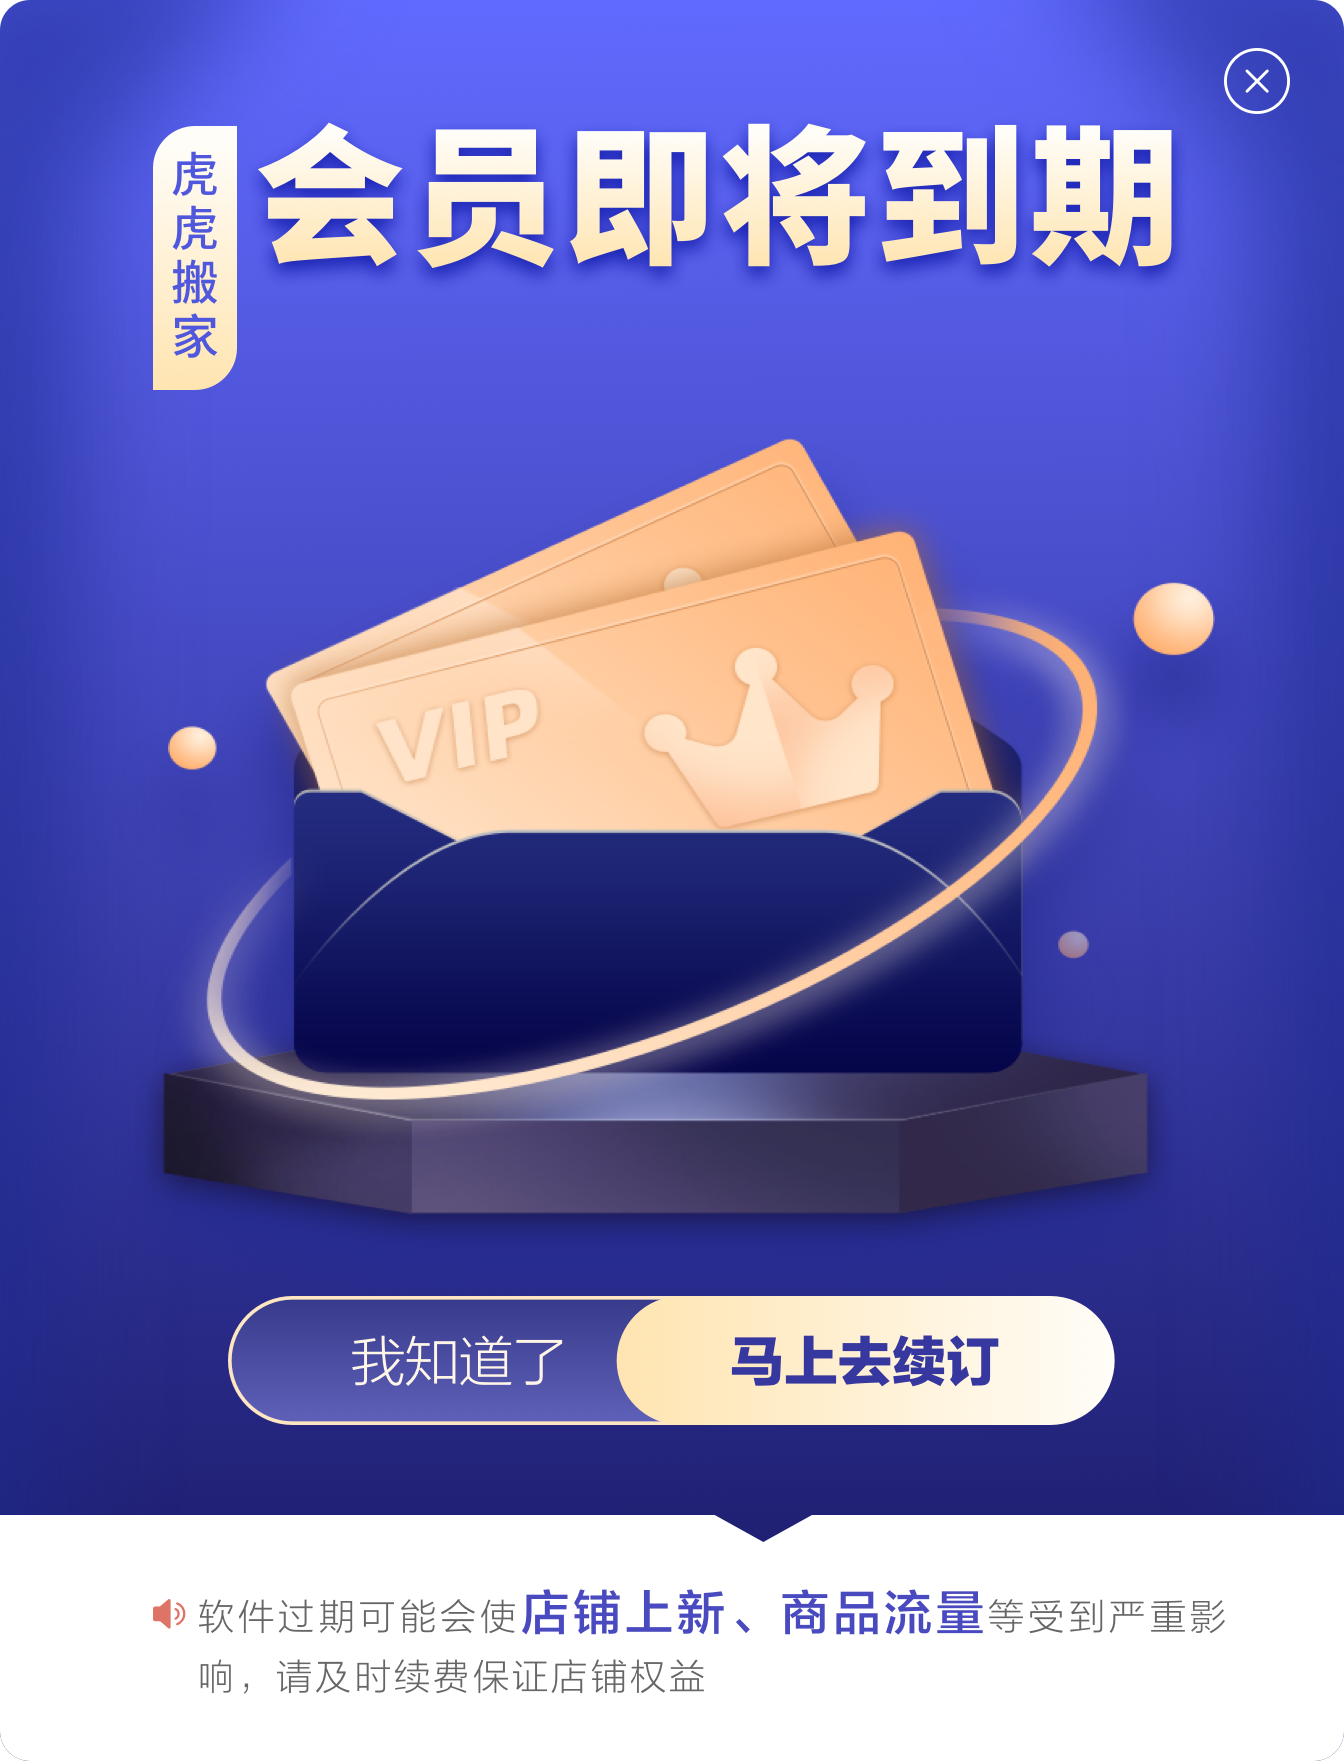 虎虎搬家
会员即将到期
VIP
我知道了
马上去续订
软件过期可能会使店铺上新、商品流量等受到严重影
响，请及时续费保证店铺权益